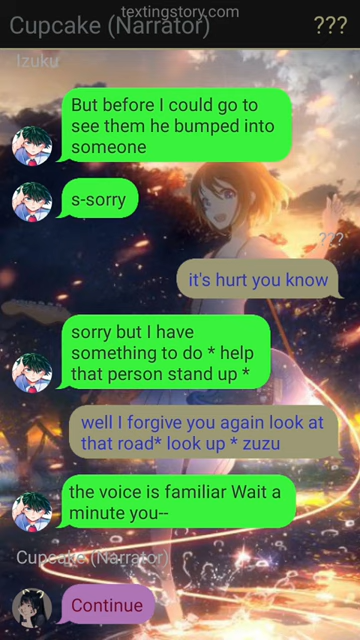 textingstory.com
Cupcake (Narrator)
???
Izuku
But before I could go to
see them he bumped into
someone
s-sorry
???
it's hurt you know
sorry but I have
something to do * help
that person stand up *
well I forgive you again look at
that road* look up * zuzu
the voice is familiar Wait a
minute you--
Cupcake (Narrator)
Continue